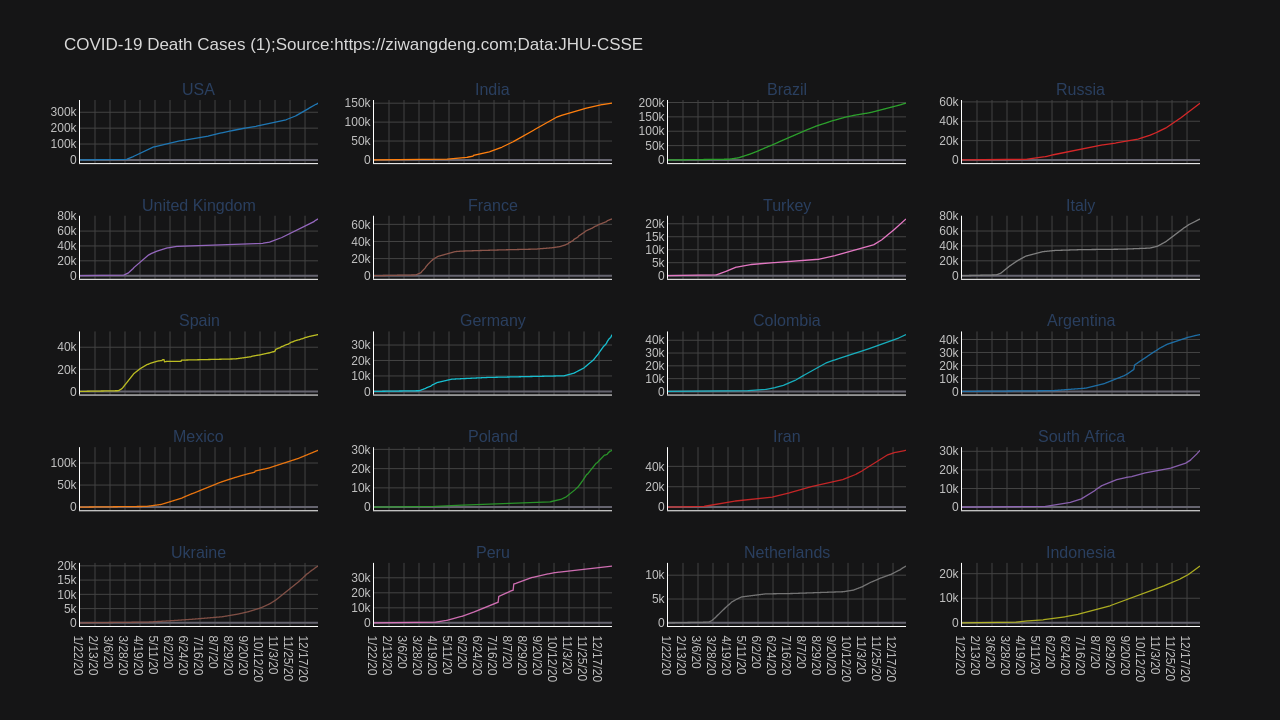 COVID-19 Death Cases (1);Source:https://ziwangdeng.com;Data:JHU-CSSE
USA
India
Brazil
Russia
300k
200k
100k
0
150k
100k
50k
0
200k
150k
100k
50k
0
60k
40k
20k
0
United Kingdom
France
Turkey
Italy
80k
60k
40k
20k
0
60k
40k
20k
0
20k
15k
10k
5k
0
80k
60k
40k
20k
0
Spain
Germany
Colombia
Argentina
40k
20k
0
30k
20k
10k
0
40k
30k
20k
10k
0
40k
30k
20k
10k
0
Mexico
Poland
Iran
South Africa
100k
50k
0
30k
20k
10k
0
40k
20k
0
30k
20k
10k
0
Ukraine
Peru
Netherlands
Indonesia
20k
15k
10k
5k
0
30k
20k
10k
0
10k
5k
0
20k
10k
0
1/22/20
2/13/20
3/6/20
3/28/20
4/19/20
5/11/20
6/2/20
6/24/20
7/16/20
8/7/20
8/29/20
9/20/20
10/12/20
11/3/20
11/25/20
12/17/20
1/22/20
2/13/20
3/6/20
3/28/20
4/19/20
5/11/20
6/2/20
6/24/20
7/16/20
8/7/20
8/29/20
9/20/20
10/12/20
11/3/20
11/25/20
12/17/20
1/22/20
2/13/20
3/6/20
3/28/20
4/19/20
5/11/20
6/2/20
6/24/20
7/16/20
8/7/20
8/29/20
9/20/20
10/12/20
11/3/20
11/25/20
12/17/20
1/22/20
2/13/20
3/6/20
3/28/20
4/19/20
5/11/20
6/2/20
6/24/20
7/16/20
8/7/20
8/29/20
9/20/20
10/12/20
11/3/20
11/25/20
12/17/20